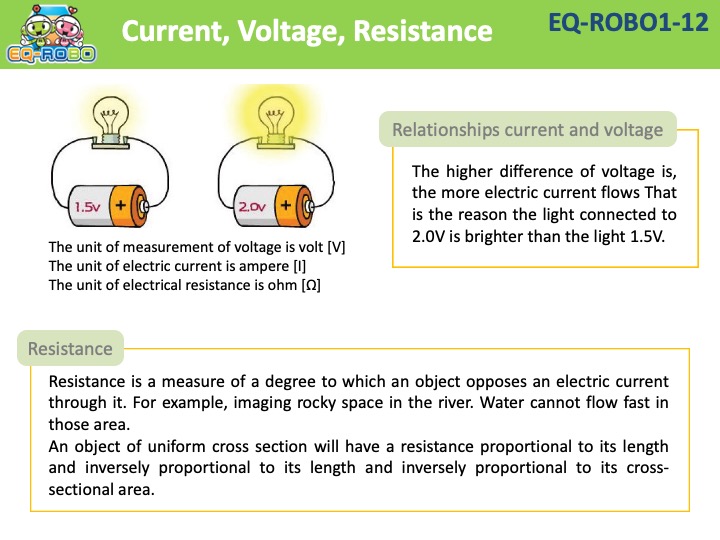 Current, Voltage, Resistance
EQ-ROBO1-12
EQ-ROBO
1.5v
+
2.0v
+
The unit of measurement of voltage is volt [V]
The unit of electric current is ampere [I]
The unit of electrical resistance is ohm [Ω]
Relationships current and voltage
The higher difference of voltage is,
the more electric current flows That
is the reason the light connected to
2.0V is brighter than the light 1.5V.
Resistance
Resistance is a measure of a degree to which an object opposes an electric current
through it. For example, imaging rocky space in the river. Water cannot flow fast in
those area.
An object of uniform cross section will have a resistance proportional to its length
and inversely proportional to its length and inversely proportional to its cross-
sectional area.